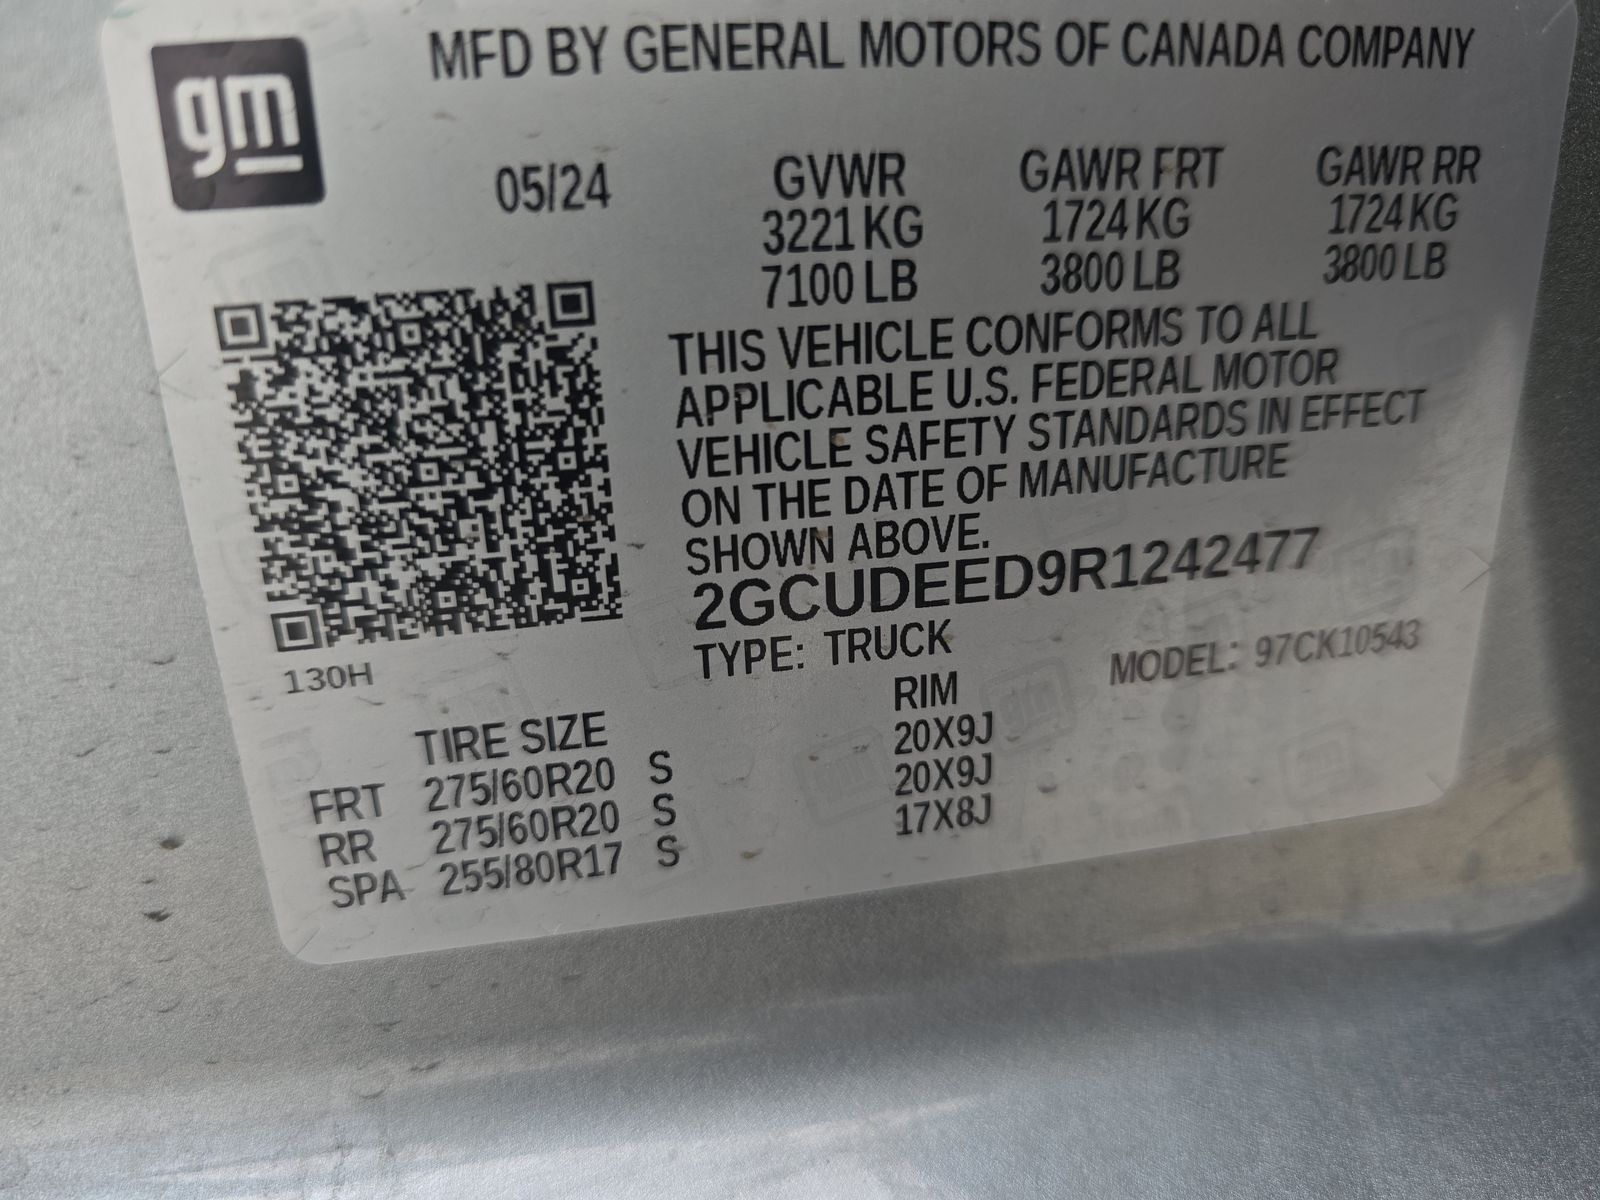 gm
MFD BY GENERAL MOTORS OF CANADA COMPANY
05/24 GVWR GAWR FRT GAWR RR
3221 KG 1724 KG 1724 KG
7100 LB 3800 LB 3800 LB
THIS VEHICLE CONFORMS TO ALL
APPLICABLE U.S. FEDERAL MOTOR
VEHICLE SAFETY STANDARDS IN EFFECT
ON THE DATE OF MANUFACTURE
SHOWN ABOVE.
2GCUDEED9R1242477
130H
TYPE: TRUCK MODEL: 97CK10543
TIRE SIZE RIM
FRT 275/60R20 S 20X9J
RR 275/60R20 S 20X9J
SPA 255/80R17 S 17X8J